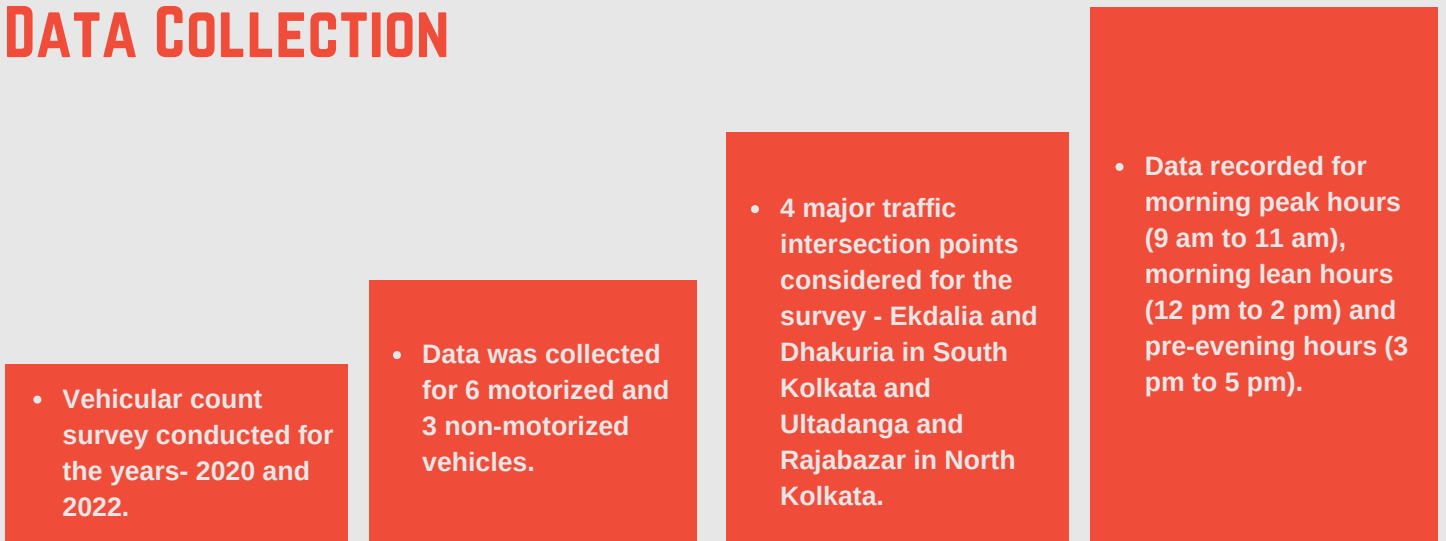 DATA COLLECTION
• Vehicular count
survey conducted for
the years- 2020 and
2022.
• Data was collected
for 6 motorized and
3 non-motorized
vehicles.
• 4 major traffic
intersection points
considered for the
survey - Ekdalia and
Dhakuria in South
Kolkata and
Ultadanga and
Rajabazar in North
Kolkata.
• Data recorded for
morning peak hours
(9 am to 11 am),
morning lean hours
(12 pm to 2 pm) and
pre-evening hours (3
pm to 5 pm).